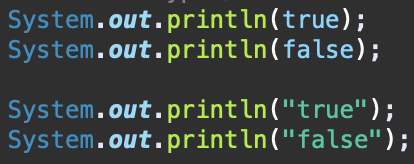 System.out.println(true);
System.out.println(false);
System.out.println("true");
System.out.println("false");